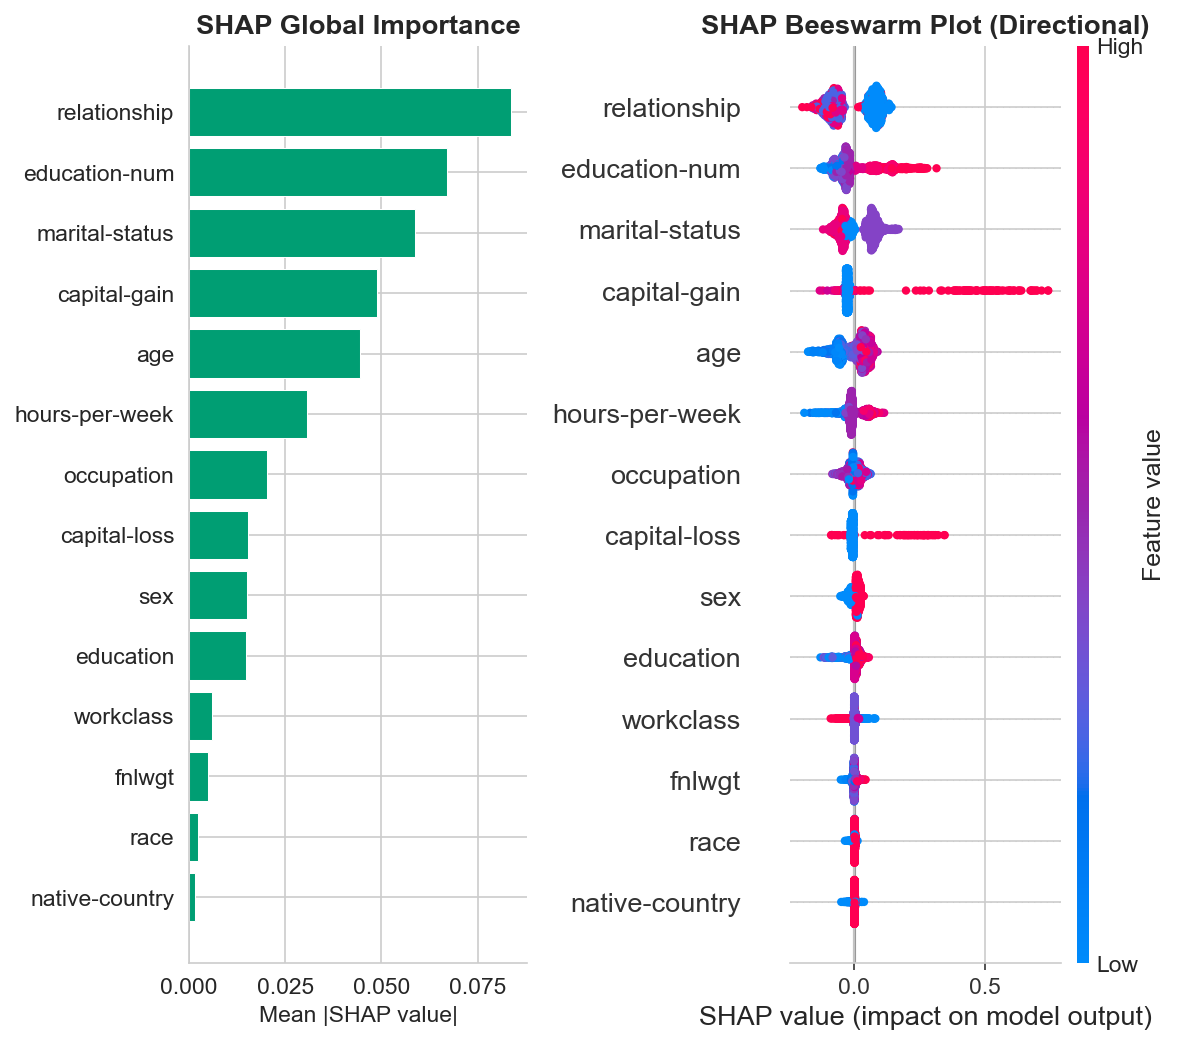 SHAP Global Importance
relationship
education-num
marital-status
capital-gain
age
hours-per-week
occupation
capital-loss
sex
education
workclass
fnlwgt
race
native-country
0.000 0.025 0.050 0.075
Mean |SHAP value|
SHAP Beeswarm Plot (Directional)
relationship
education-num
marital-status
capital-gain
age
hours-per-week
occupation
capital-loss
sex
education
workclass
fnlwgt
race
native-country
0.0 0.5
SHAP value (impact on model output)
High
Feature value
Low